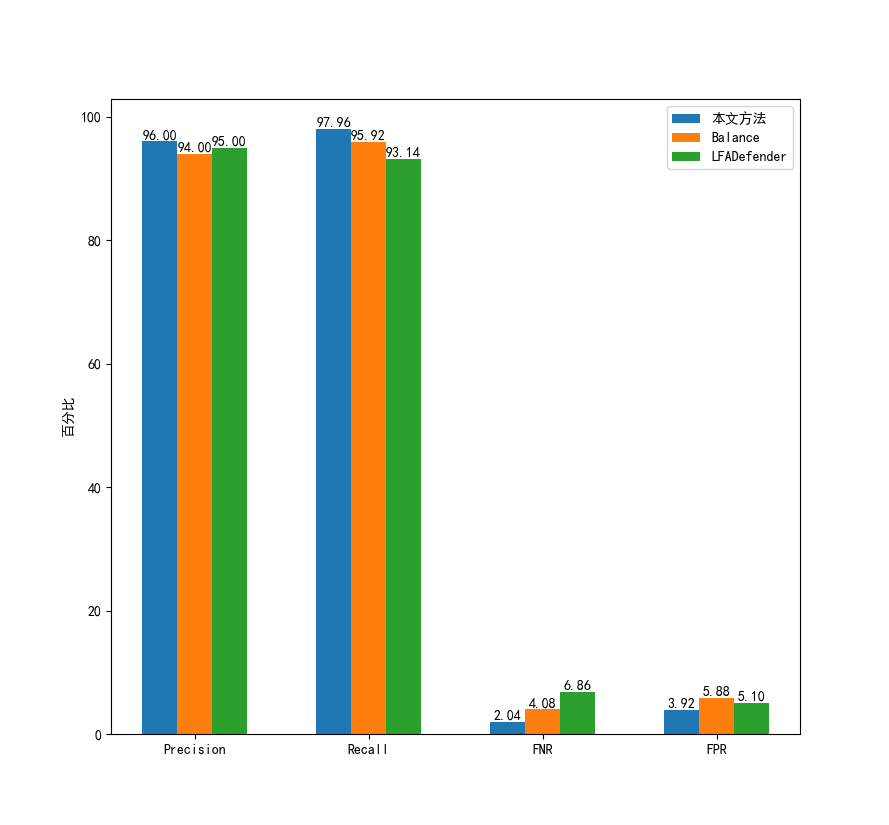 本文方法
Balance
LFADefender
百分比
100
80
60
40
20
0
96.00 94.00 95.00
97.96 95.92 93.14
2.04 4.08 6.86
3.92 5.88 5.10
Precision Recall FNR FPR